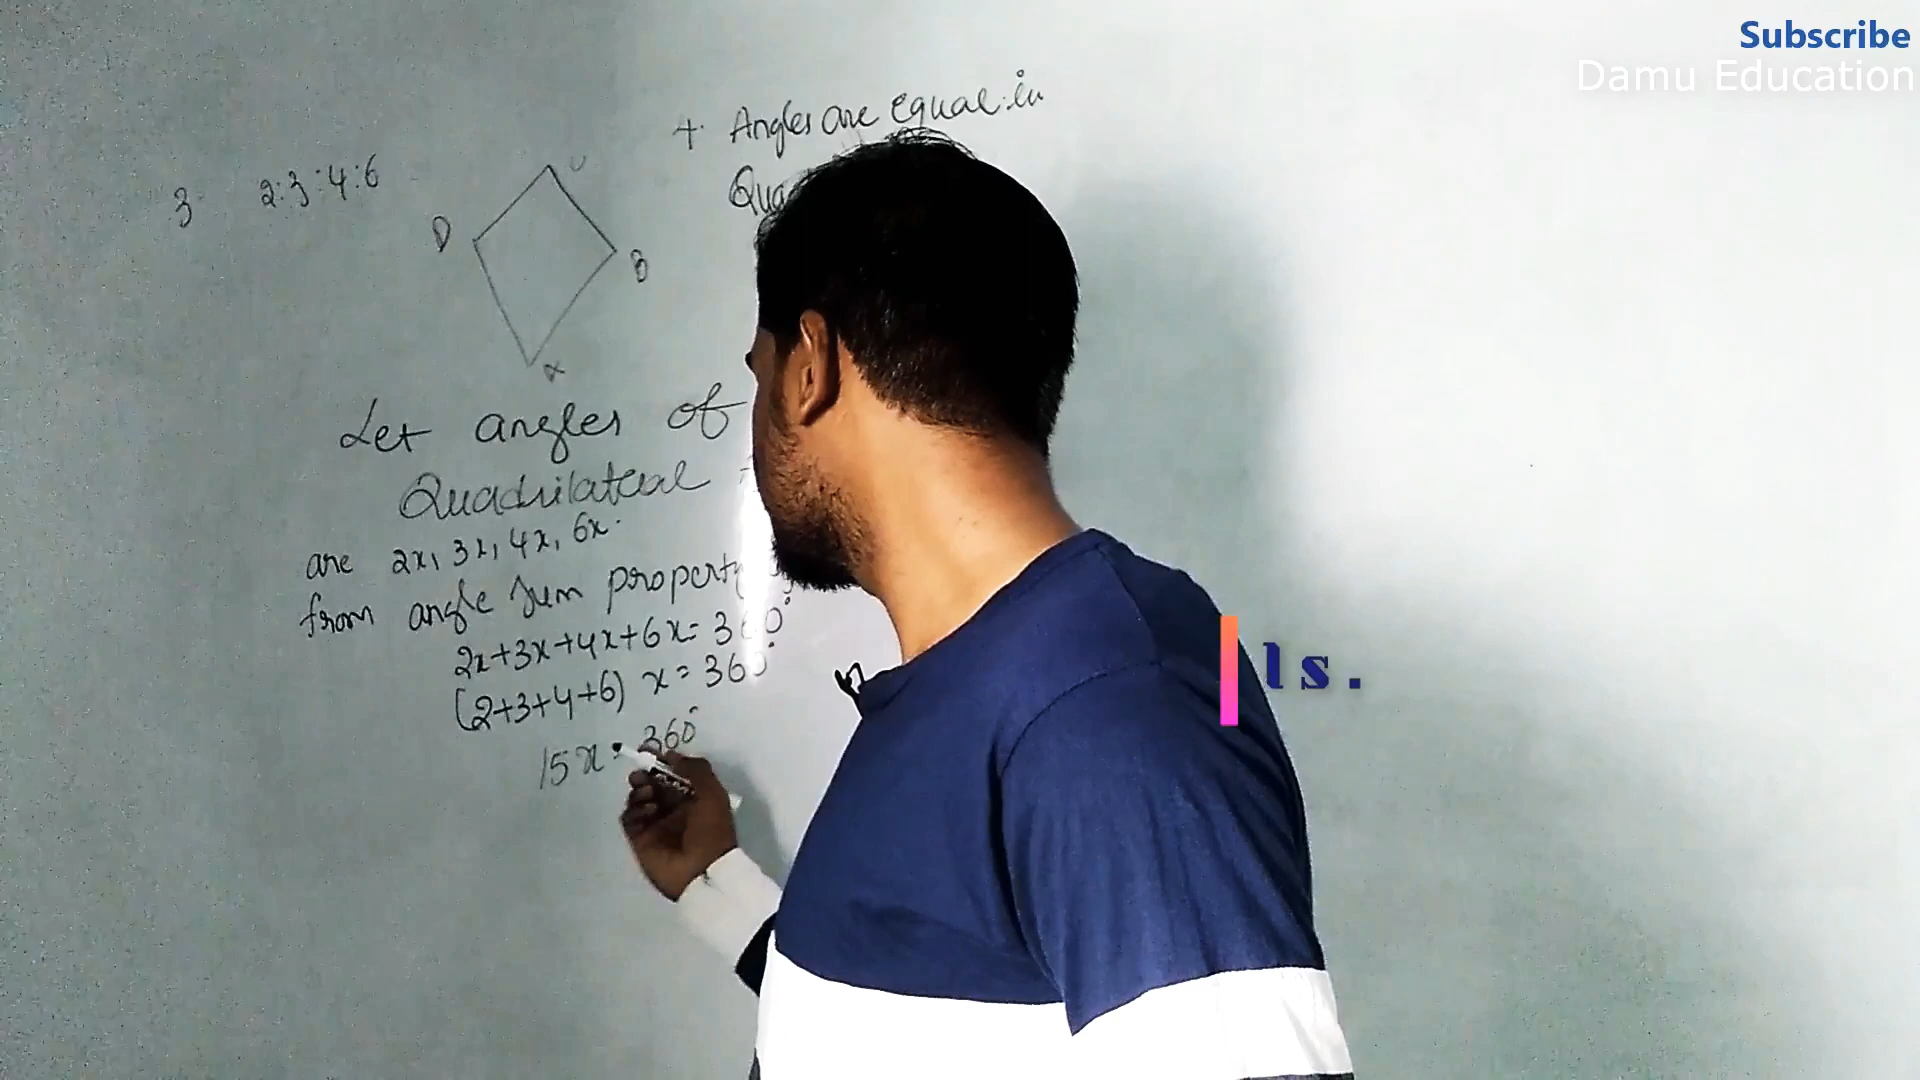 Subscribe
Damu Education
4. Angles are equal in
3 2:3:4:6
D
B
Let angles of
Quadrilateral
are 2x, 3x, 4x, 6x.
from angle sum property
2x+3x+4x+6x= 360°
(2+3+4+6) x = 360°
15x = 360°
ls.